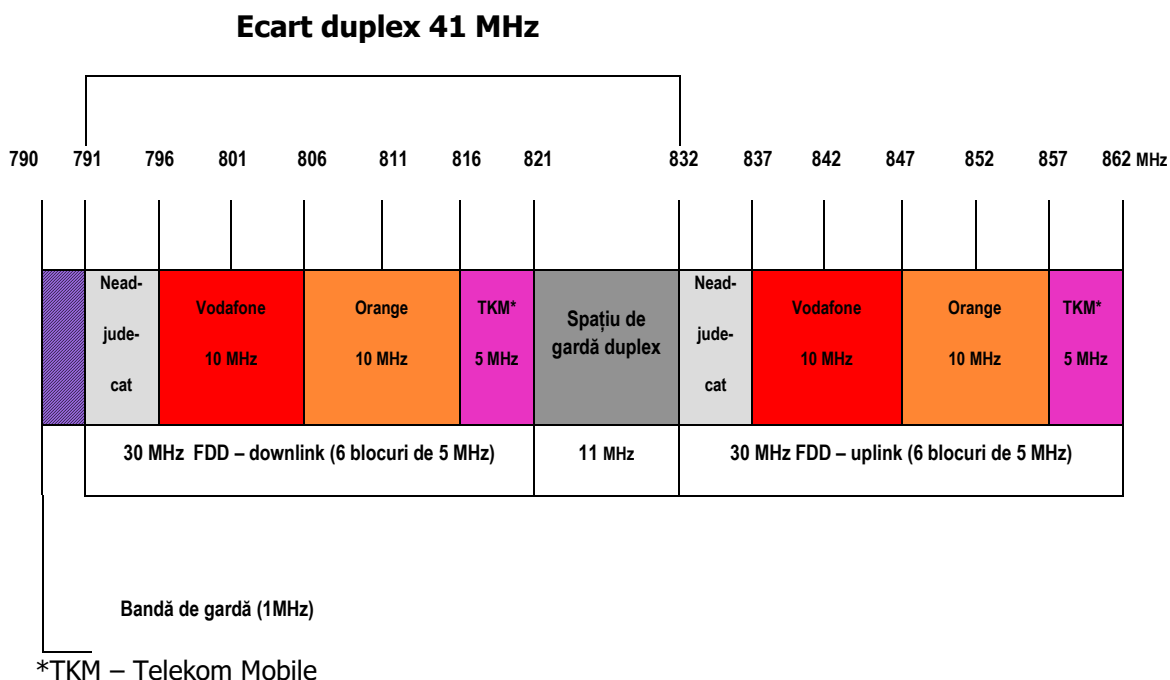 Ecart duplex 41 MHz
790 791 796 801 806 811 816 821 832 837 842 847 852 857 862 MHz
Nead-
jude-
cat
Vodafone
10 MHz
Orange
10 MHz
TKM*
5 MHz
Spațiu de
gardă duplex
Nead-
jude-
cat
Vodafone
10 MHz
Orange
10 MHz
TKM*
5 MHz
30 MHz FDD – downlink (6 blocuri de 5 MHz)
11 MHz
30 MHz FDD – uplink (6 blocuri de 5 MHz)
Bandă de gardă (1MHz)
*TKM – Telekom Mobile